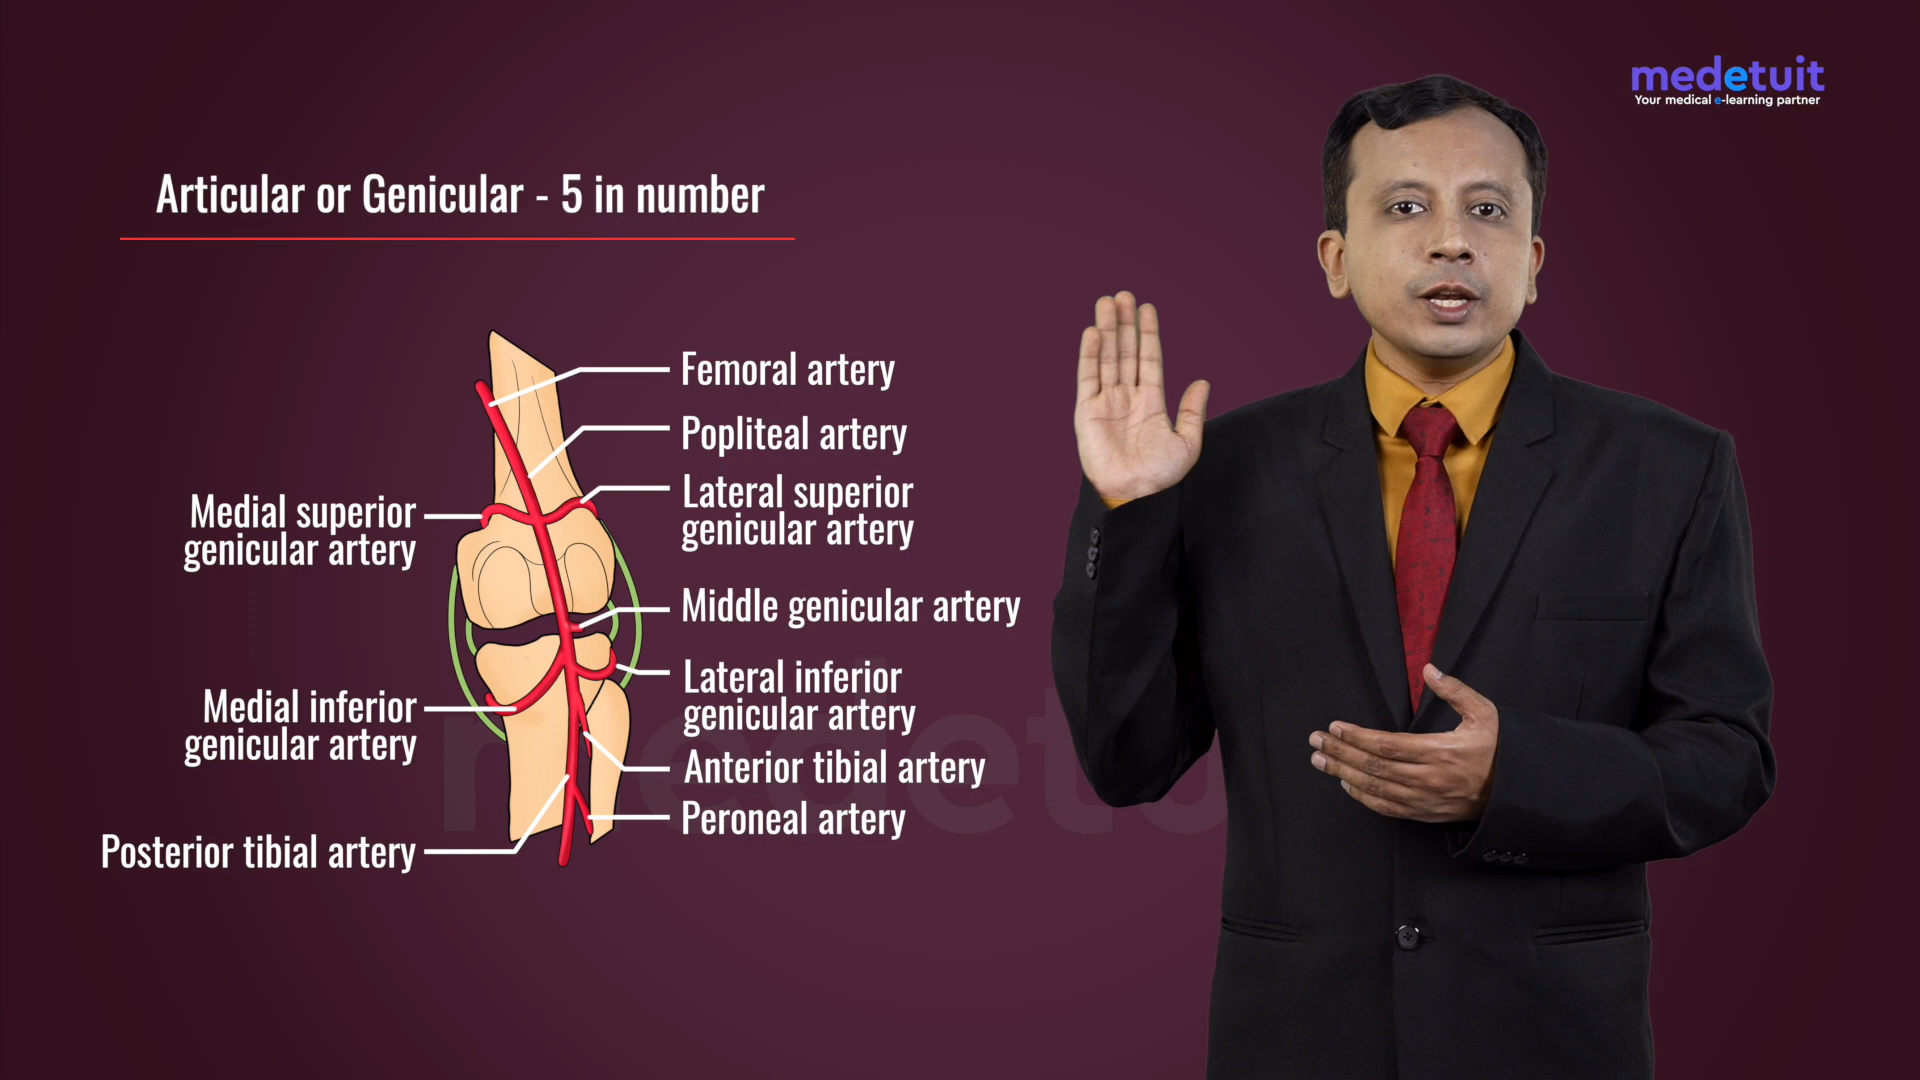 medetuit
Your medical e-learning partner
Articular or Genicular - 5 in number
Femoral artery
Popliteal artery
Lateral superior
genicular artery
Medial superior
genicular artery
Middle genicular artery
Lateral inferior
genicular artery
Medial inferior
genicular artery
Anterior tibial artery
Peroneal artery
Posterior tibial artery
medetu